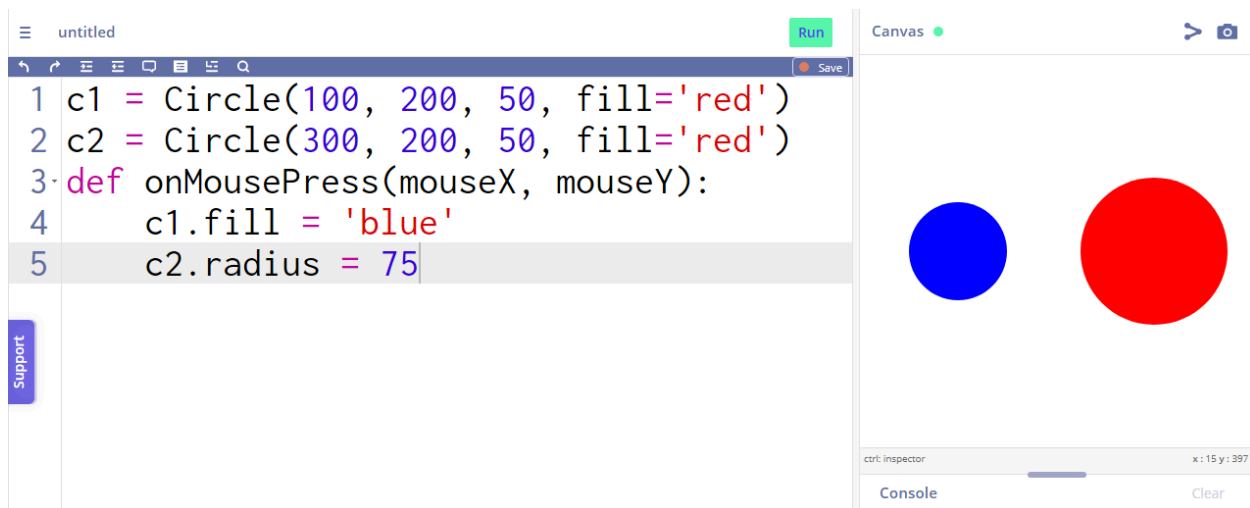 untitled
Run
Canvas
Save
1 c1 = Circle(100, 200, 50, fill='red')
2 c2 = Circle(300, 200, 50, fill='red')
3 def onMousePress(mouseX, mouseY):
4 c1.fill = 'blue'
5 c2.radius = 75
Support
ctrl: inspector
x : 15 y : 397
Console
Clear